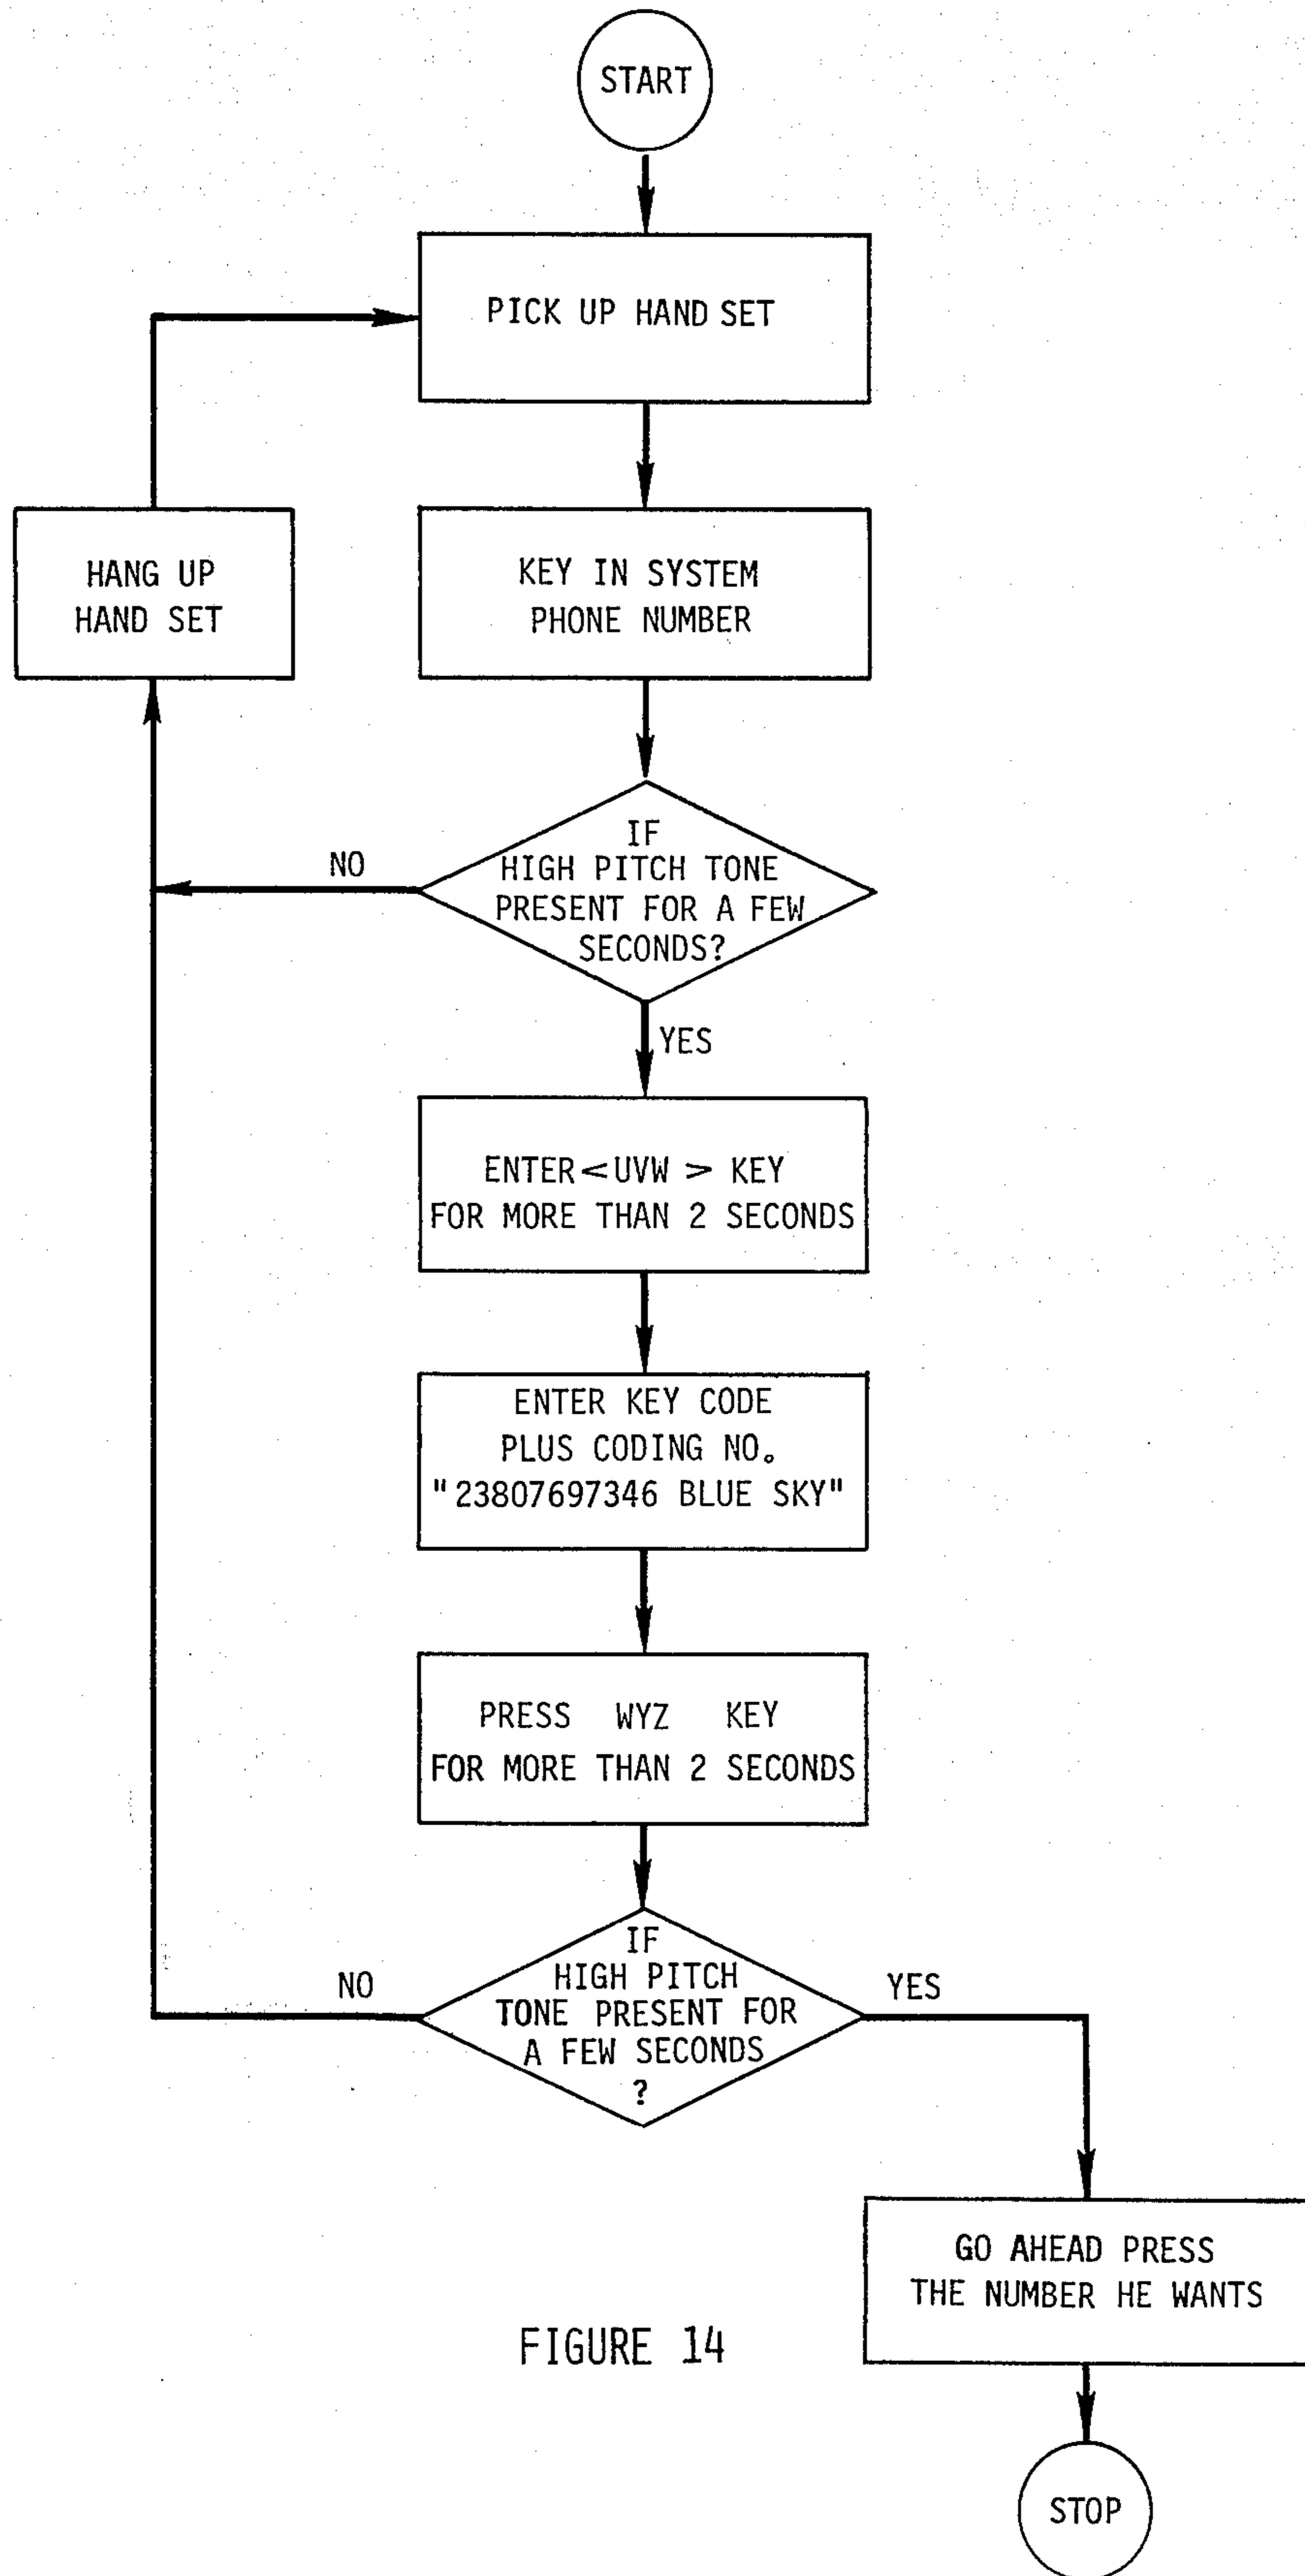 START
PICK UP HAND SET
HANG UP
HAND SET
KEY IN SYSTEM
PHONE NUMBER
IF
HIGH PITCH TONE
PRESENT FOR A FEW
SECONDS?
NO
YES
ENTER <UVW > KEY
FOR MORE THAN 2 SECONDS
ENTER KEY CODE
PLUS CODING NO.
"23807697346 BLUE SKY"
PRESS WYZ KEY
FOR MORE THAN 2 SECONDS
IF
HIGH PITCH
TONE PRESENT FOR
A FEW SECONDS
?
NO
YES
GO AHEAD PRESS
THE NUMBER HE WANTS
FIGURE 14
STOP